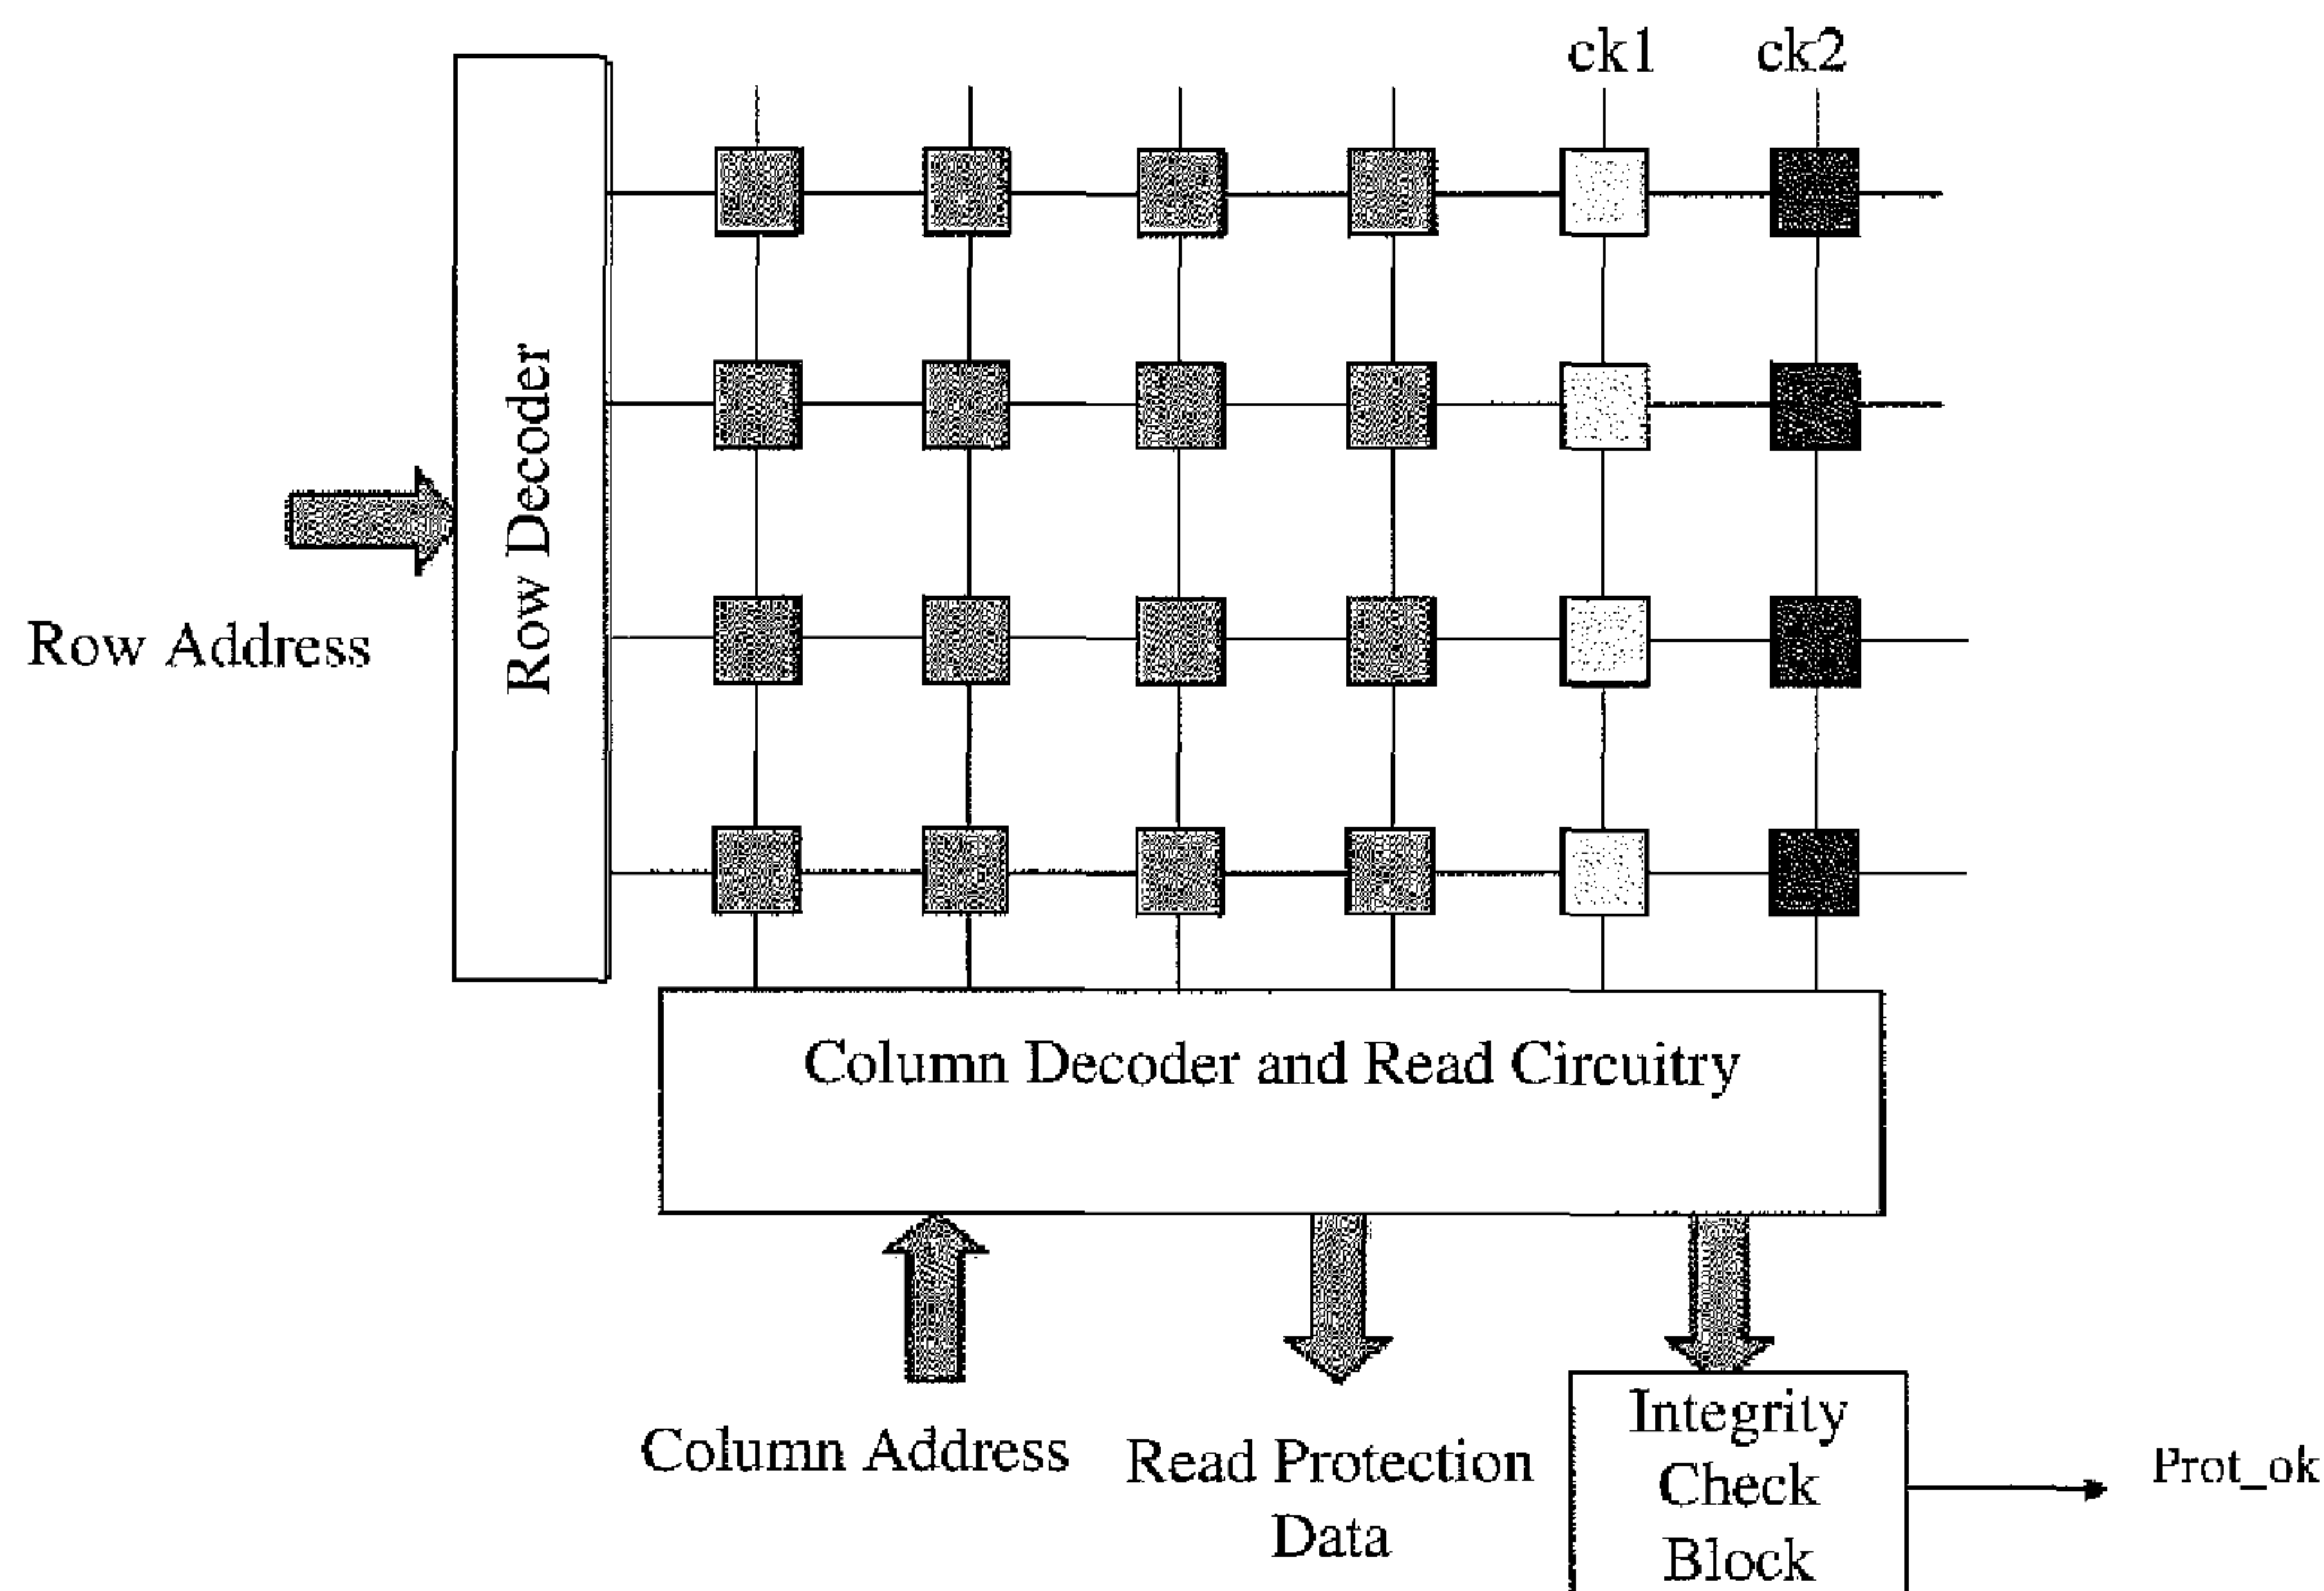 ck1 ck2
Row Decoder
Row Address
Column Decoder and Read Circuitry
Column Address
Read Protection
Data
Integrity
Check
Block
Prot_ok